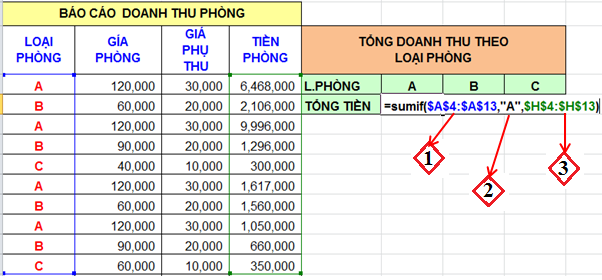 BÁO CÁO DOANH THU PHÒNG
LOẠI PHÒNG GÍA PHÒNG GIÁ PHỤ THU TIỀN PHÒNG
A 120,000 30,000 6,468,000
B 60,000 20,000 2,106,000
A 120,000 30,000 9,996,000
B 90,000 20,000 1,296,000
C 40,000 10,000 300,000
A 120,000 30,000 1,617,000
B 60,000 20,000 1,560,000
A 120,000 30,000 1,050,000
B 90,000 20,000 660,000
C 60,000 10,000 350,000
TỔNG DOANH THU THEO
LOẠI PHÒNG
L.PHÒNG A B C
TỔNG TIỀN =sumif($A$4:$A$13,"A",$H$4:$H$13)
1
2
3